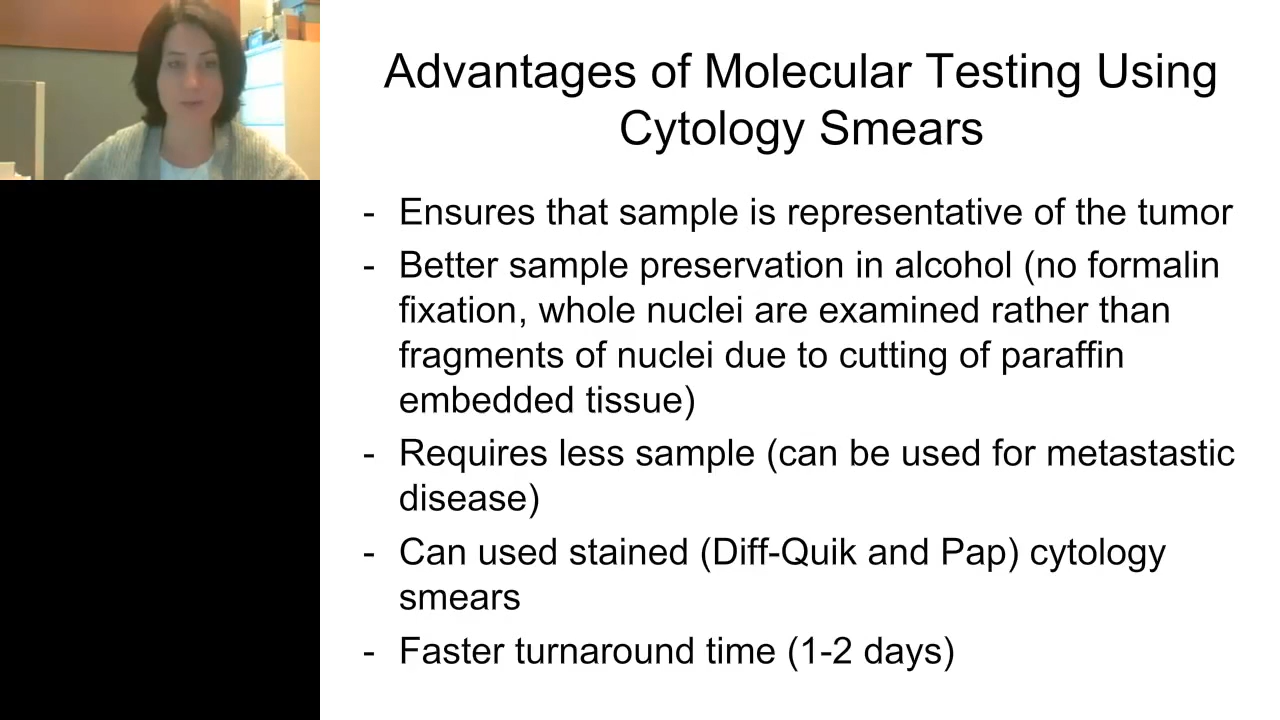 Advantages of Molecular Testing Using
Cytology Smears
- Ensures that sample is representative of the tumor
- Better sample preservation in alcohol (no formalin
fixation, whole nuclei are examined rather than
fragments of nuclei due to cutting of paraffin
embedded tissue)
- Requires less sample (can be used for metastastic
disease)
- Can used stained (Diff-Quik and Pap) cytology
smears
- Faster turnaround time (1-2 days)